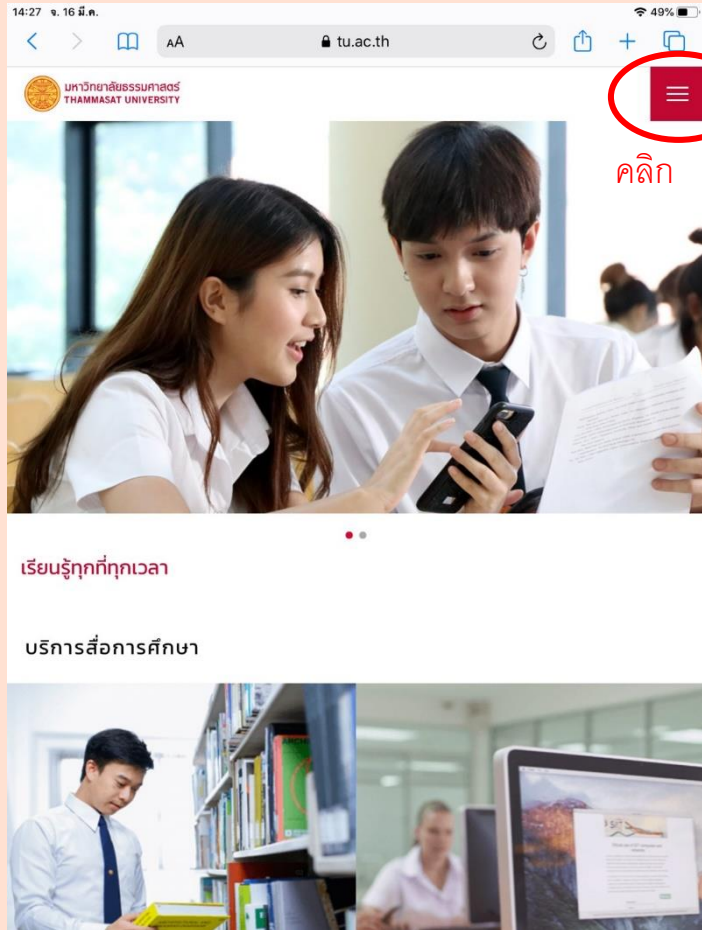 14:27 จ. 16 มี.ค.
49%
AA
tu.ac.th
มหาวิทยาลัยธรรมศาสตร์
THAMMASAT UNIVERSITY
คลิก
เรียนรู้ทุกที่ทุกเวลา
บริการสื่อการศึกษา